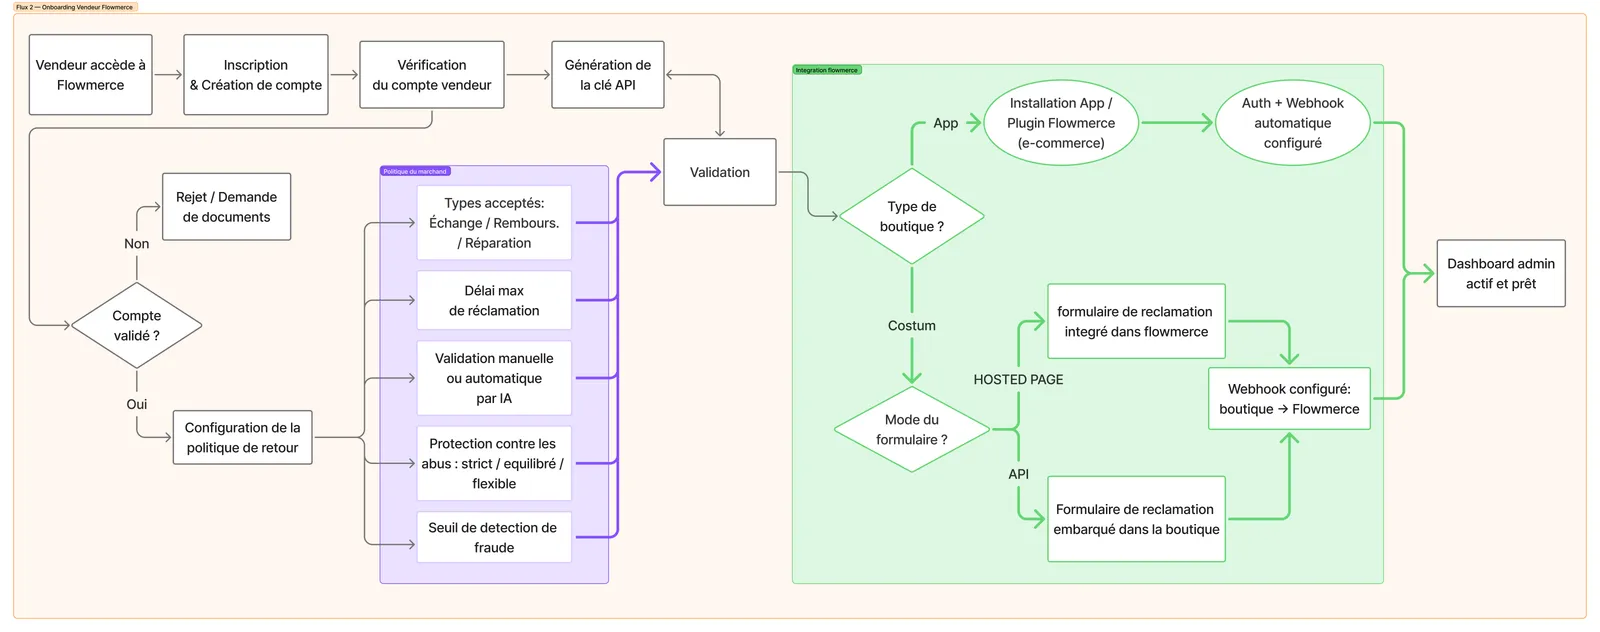 Flux 2 — Onboarding Vendeur Flowmerce
Vendeur accède à
Flowmerce
Inscription
& Création de compte
Vérification
du compte vendeur
Génération de
la clé API
Validation
Compte
validé ?
Non
Rejet / Demande
de documents
Oui
Configuration de la
politique de retour
Politique du marchand
Types acceptés:
Échange / Rembours.
/ Réparation
Délai max
de réclamation
Validation manuelle
ou automatique
par IA
Protection contre les
abus : strict / equilibré /
flexible
Seuil de detection de
fraude
Integration flowmerce
Type de
boutique ?
App
Installation App /
Plugin Flowmerce
(e-commerce)
Auth + Webhook
automatique
configuré
Costum
Mode du
formulaire ?
HOSTED PAGE
formulaire de reclamation
integré dans flowmerce
API
Formulaire de reclamation
embarqué dans la boutique
Webhook configuré:
boutique → Flowmerce
Dashboard admin
actif et prêt